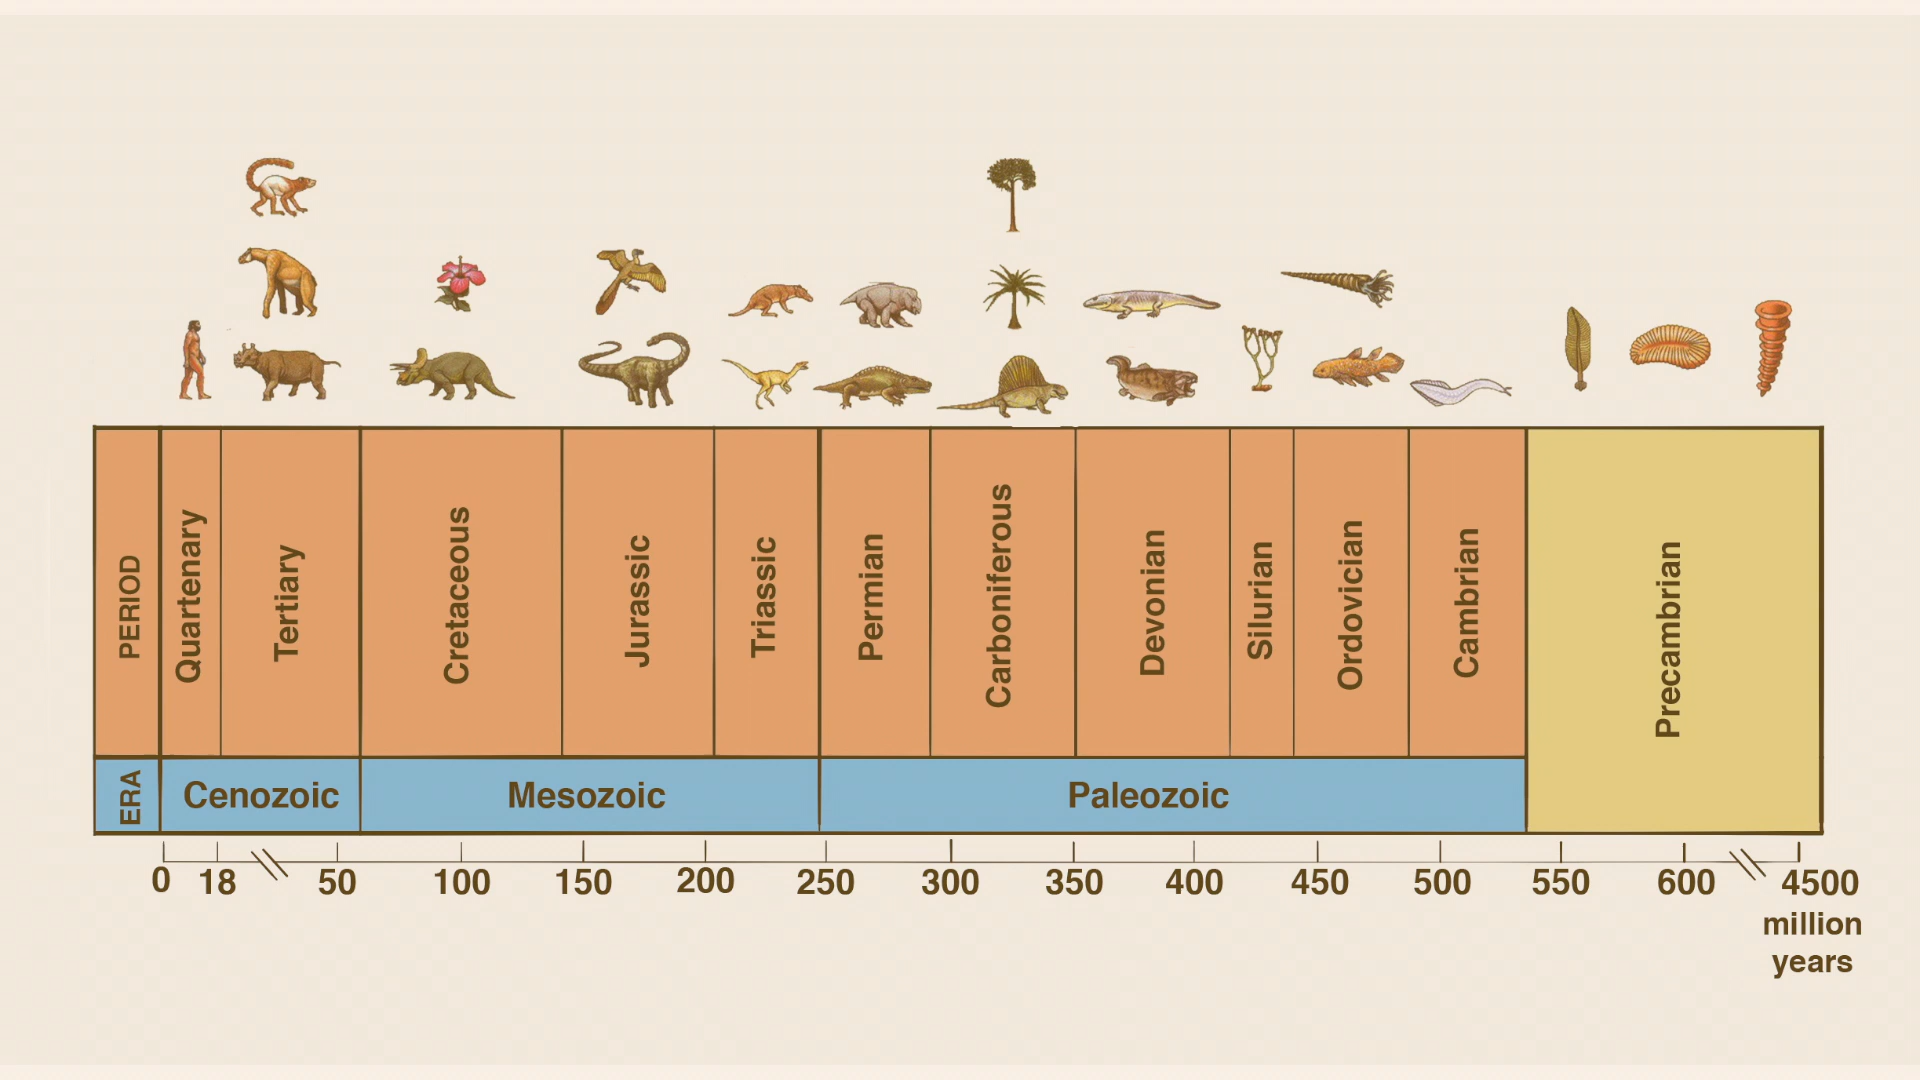 PERIOD
Quartenary
Tertiary
Cretaceous
Jurassic
Triassic
Permian
Carboniferous
Devonian
Silurian
Ordovician
Cambrian
Precambrian
ERA
Cenozoic
Mesozoic
Paleozoic
0 18 50 100 150 200 250 300 350 400 450 500 550 600 4500
million
years